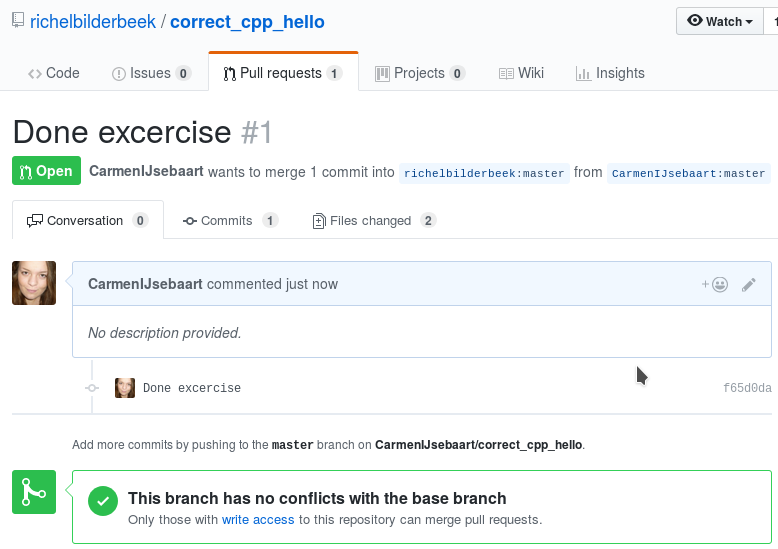 richelbilderbeek / correct_cpp_hello Watch 1
Code Issues 0 Pull requests 1 Projects 0 Wiki Insights
Done excercise #1
Open CarmenIJsebaart wants to merge 1 commit into richelbilderbeek:master from CarmenIJsebaart:master
Conversation 0 Commits 1 Files changed 2
CarmenIJsebaart commented just now
No description provided.
Done excercise f65d0da
Add more commits by pushing to the master branch on CarmenIJsebaart/correct_cpp_hello.
This branch has no conflicts with the base branch
Only those with write access to this repository can merge pull requests.